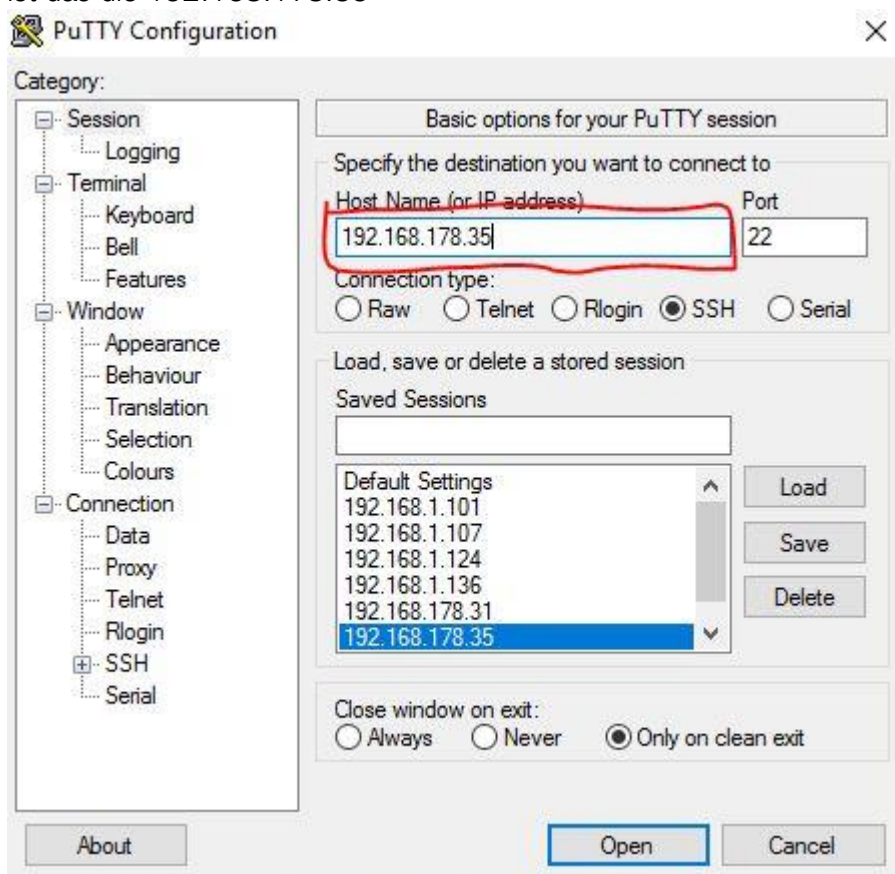 PuTTY Configuration
Category:
Session
Logging
Terminal
Keyboard
Bell
Features
Window
Appearance
Behaviour
Translation
Selection
Colours
Connection
Data
Proxy
Telnet
Rlogin
SSH
Serial
Basic options for your PuTTY session
Specify the destination you want to connect to
Host Name (or IP address) Port
192.168.178.35 22
Connection type:
Raw Telnet Rlogin SSH Serial
Load, save or delete a stored session
Saved Sessions
Default Settings
192.168.1.101
192.168.1.107
192.168.1.124
192.168.1.136
192.168.178.31
192.168.178.35
Load
Save
Delete
Close window on exit:
Always Never Only on clean exit
About Open Cancel